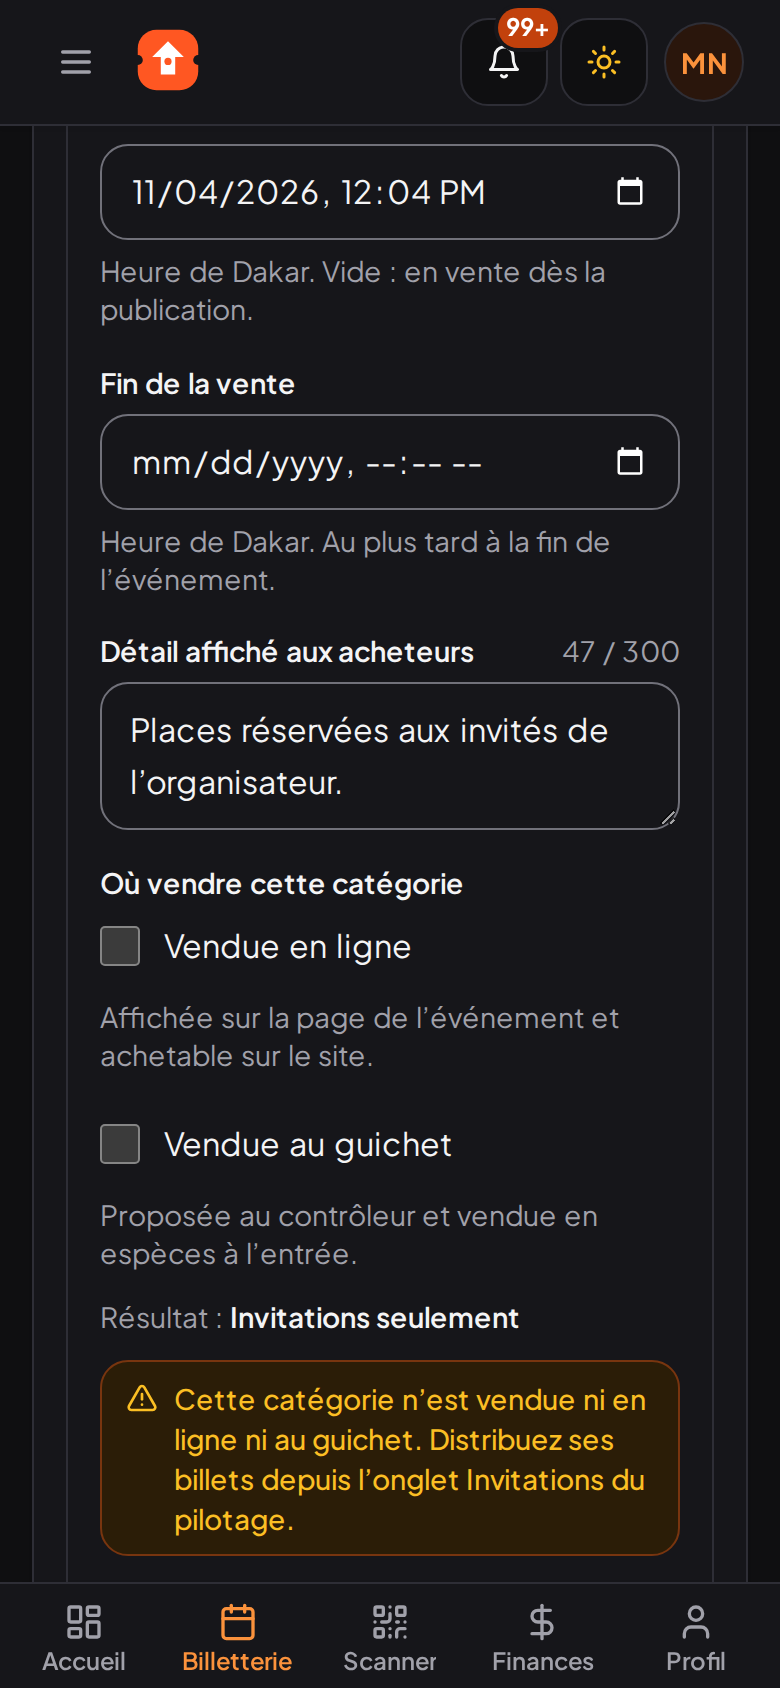 99+
MN
11/04/2026, 12:04 PM
Heure de Dakar. Vide : en vente dès la
publication.
Fin de la vente
mm/dd/yyyy, --:-- --
Heure de Dakar. Au plus tard à la fin de
l’événement.
Détail affiché aux acheteurs 47 / 300
Places réservées aux invités de
l’organisateur.
Où vendre cette catégorie
Vendue en ligne
Affichée sur la page de l’événement et
achetable sur le site.
Vendue au guichet
Proposée au contrôleur et vendue en
espèces à l’entrée.
Résultat : Invitations seulement
Cette catégorie n’est vendue ni en
ligne ni au guichet. Distribuez ses
billets depuis l’onglet Invitations du
pilotage.
Accueil Billetterie Scanner Finances Profil